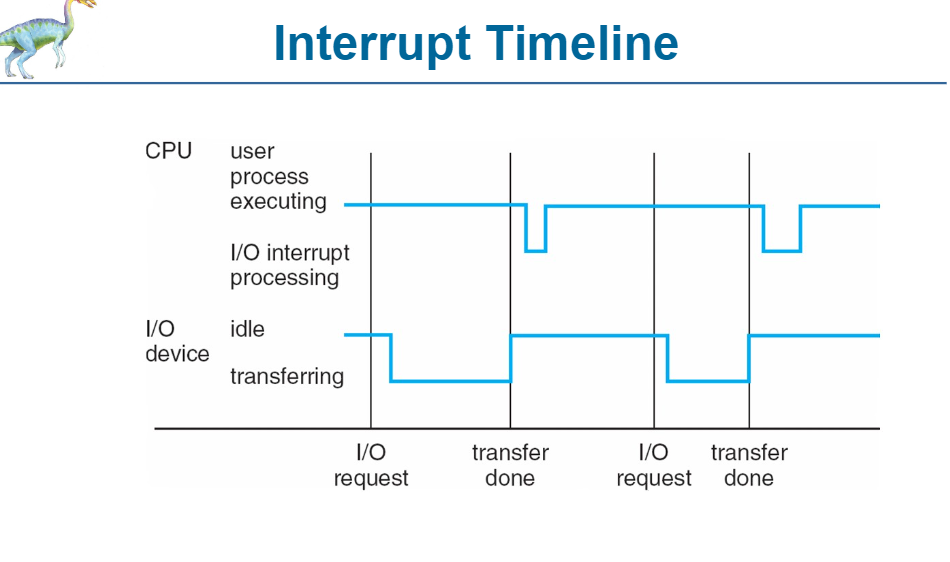 Interrupt Timeline
CPU
user
process
executing
I/O interrupt
processing
I/O
device
idle
transferring
I/O
request
transfer
done
I/O
request
transfer
done